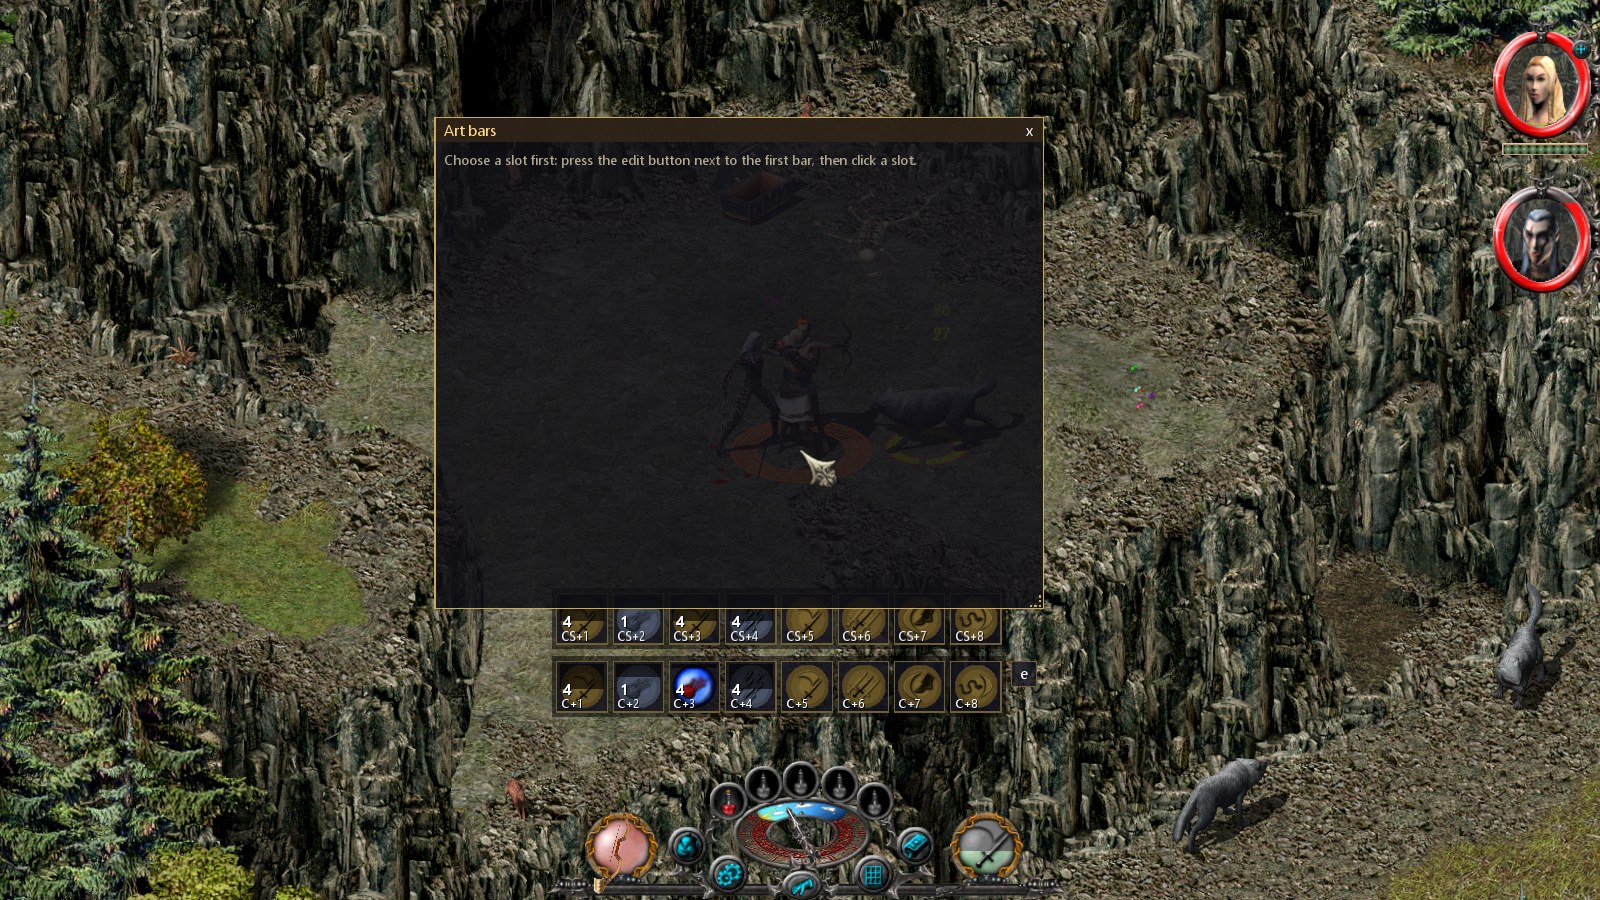 Art bars
x
Choose a slot first: press the edit button next to the first bar, then click a slot.
27
4 1 4 4
CS+1 CS+2 CS+3 CS+4 CS+5 CS+6 CS+7 CS+8
e
4 1 4 4
C+1 C+2 C+3 C+4 C+5 C+6 C+7 C+8